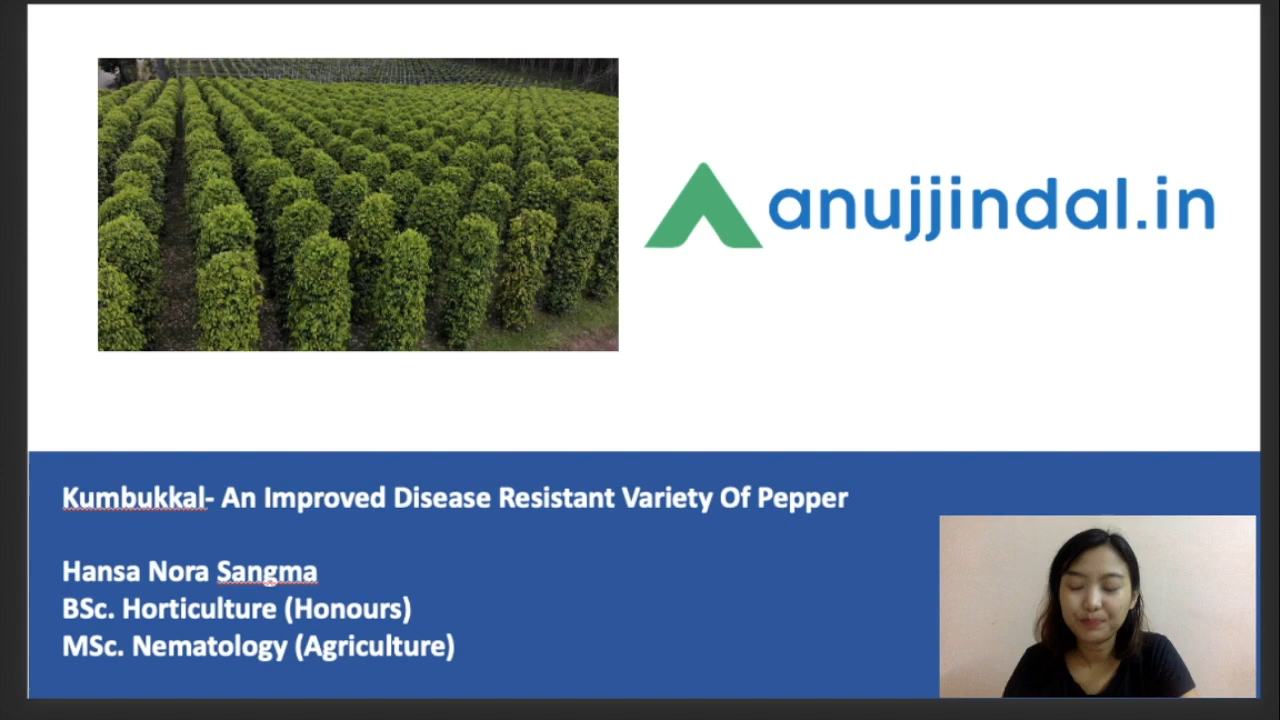 anujjindal.in
Kumbukkal- An Improved Disease Resistant Variety Of Pepper
Hansa Nora Sangma
BSc. Horticulture (Honours)
MSc. Nematology (Agriculture)